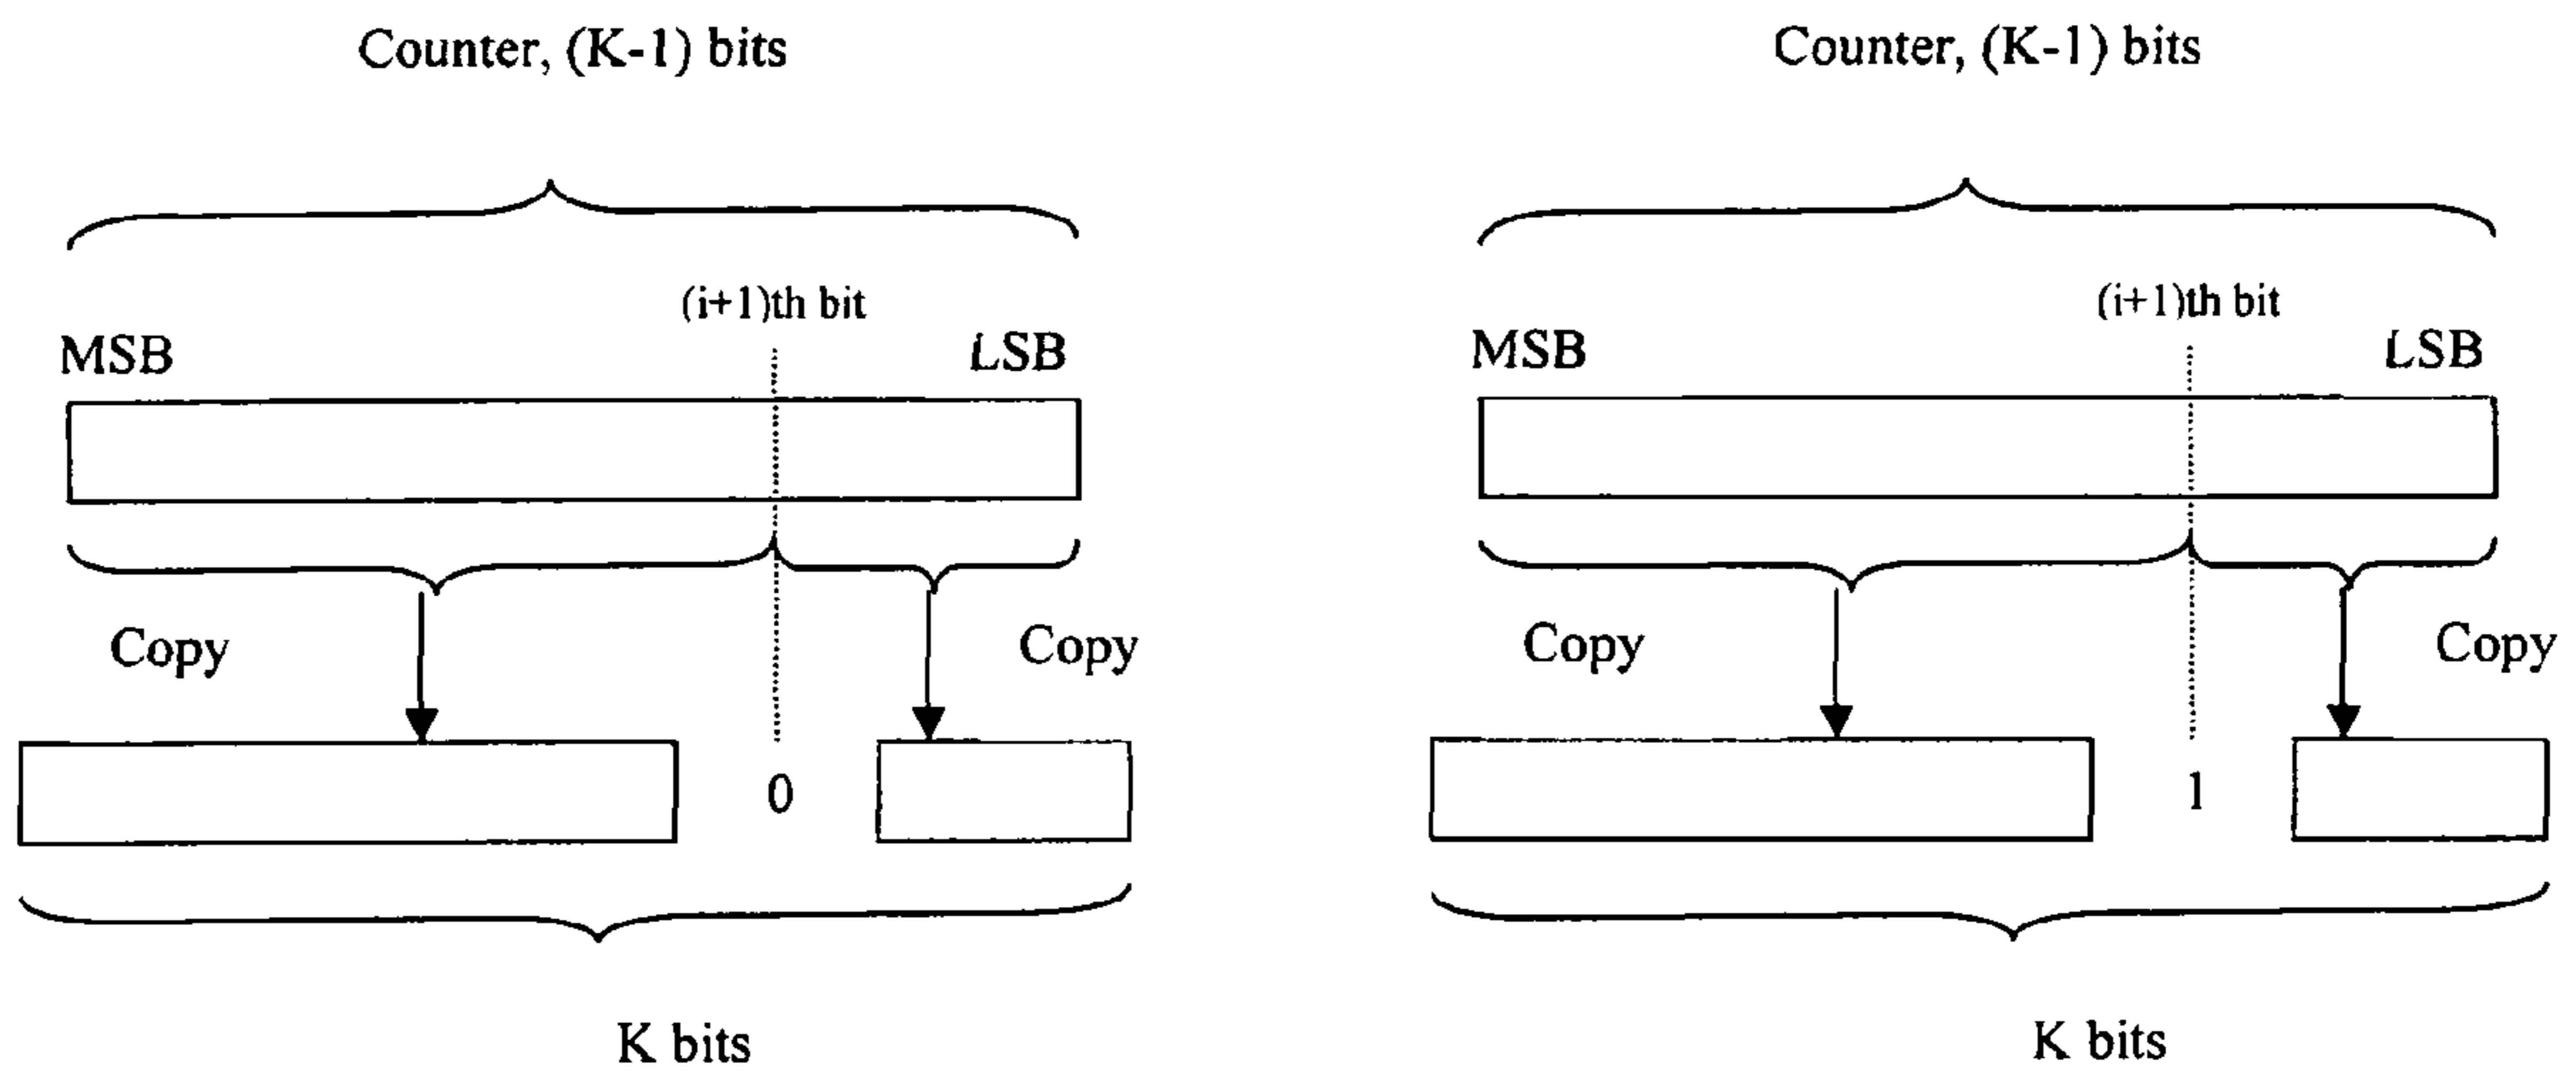 Counter, (K-1) bits
Counter, (K-1) bits
(i+1)th bit
(i+1)th bit
MSB
LSB
MSB
LSB
Copy
Copy
Copy
Copy
0
1
K bits
K bits